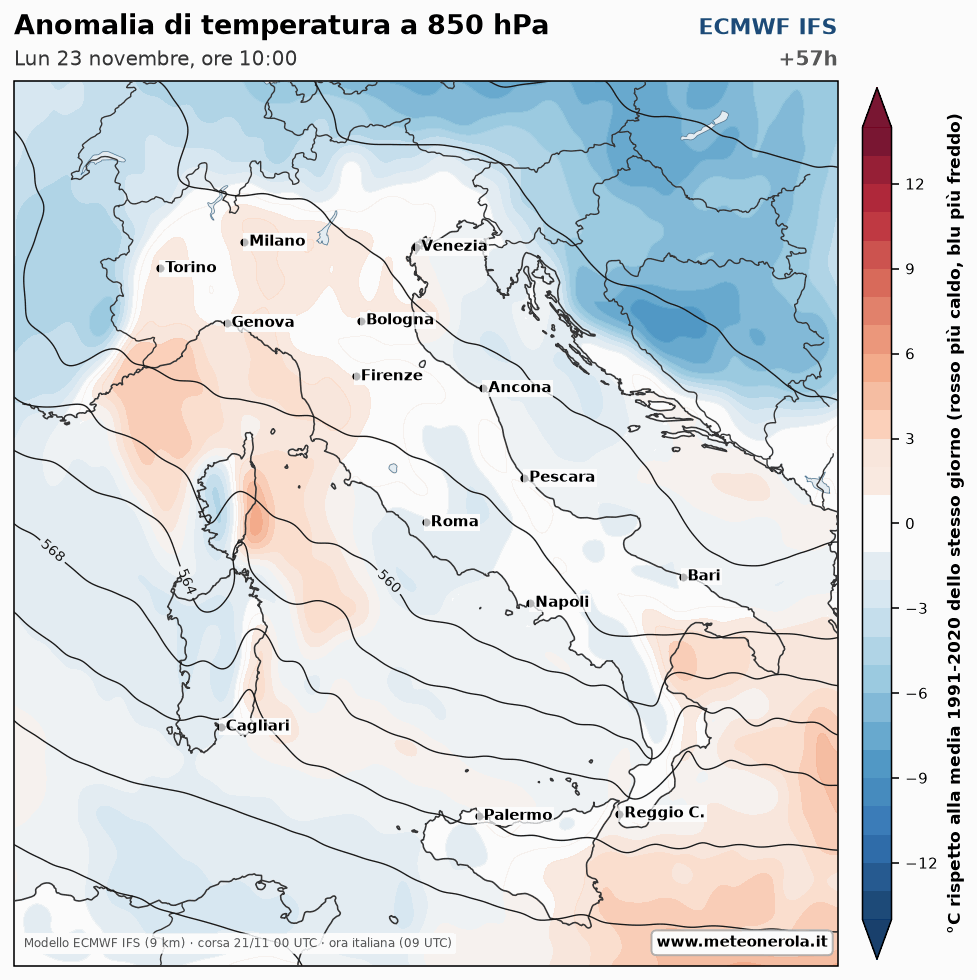 Anomalia di temperatura a 850 hPa
ECMWF IFS
Lun 23 novembre, ore 10:00
+57h
Milano
Venezia
Torino
Genova
Bologna
Firenze
Ancona
Pescara
Roma
568
564
560
Bari
Napoli
Cagliari
Palermo
Reggio C.
12
9
6
3
0
−3
−6
−9
−12
°C rispetto alla media 1991-2020 dello stesso giorno (rosso più caldo, blu più freddo)
Modello ECMWF IFS (9 km) · corsa 21/11 00 UTC · ora italiana (09 UTC)
www.meteonerola.it